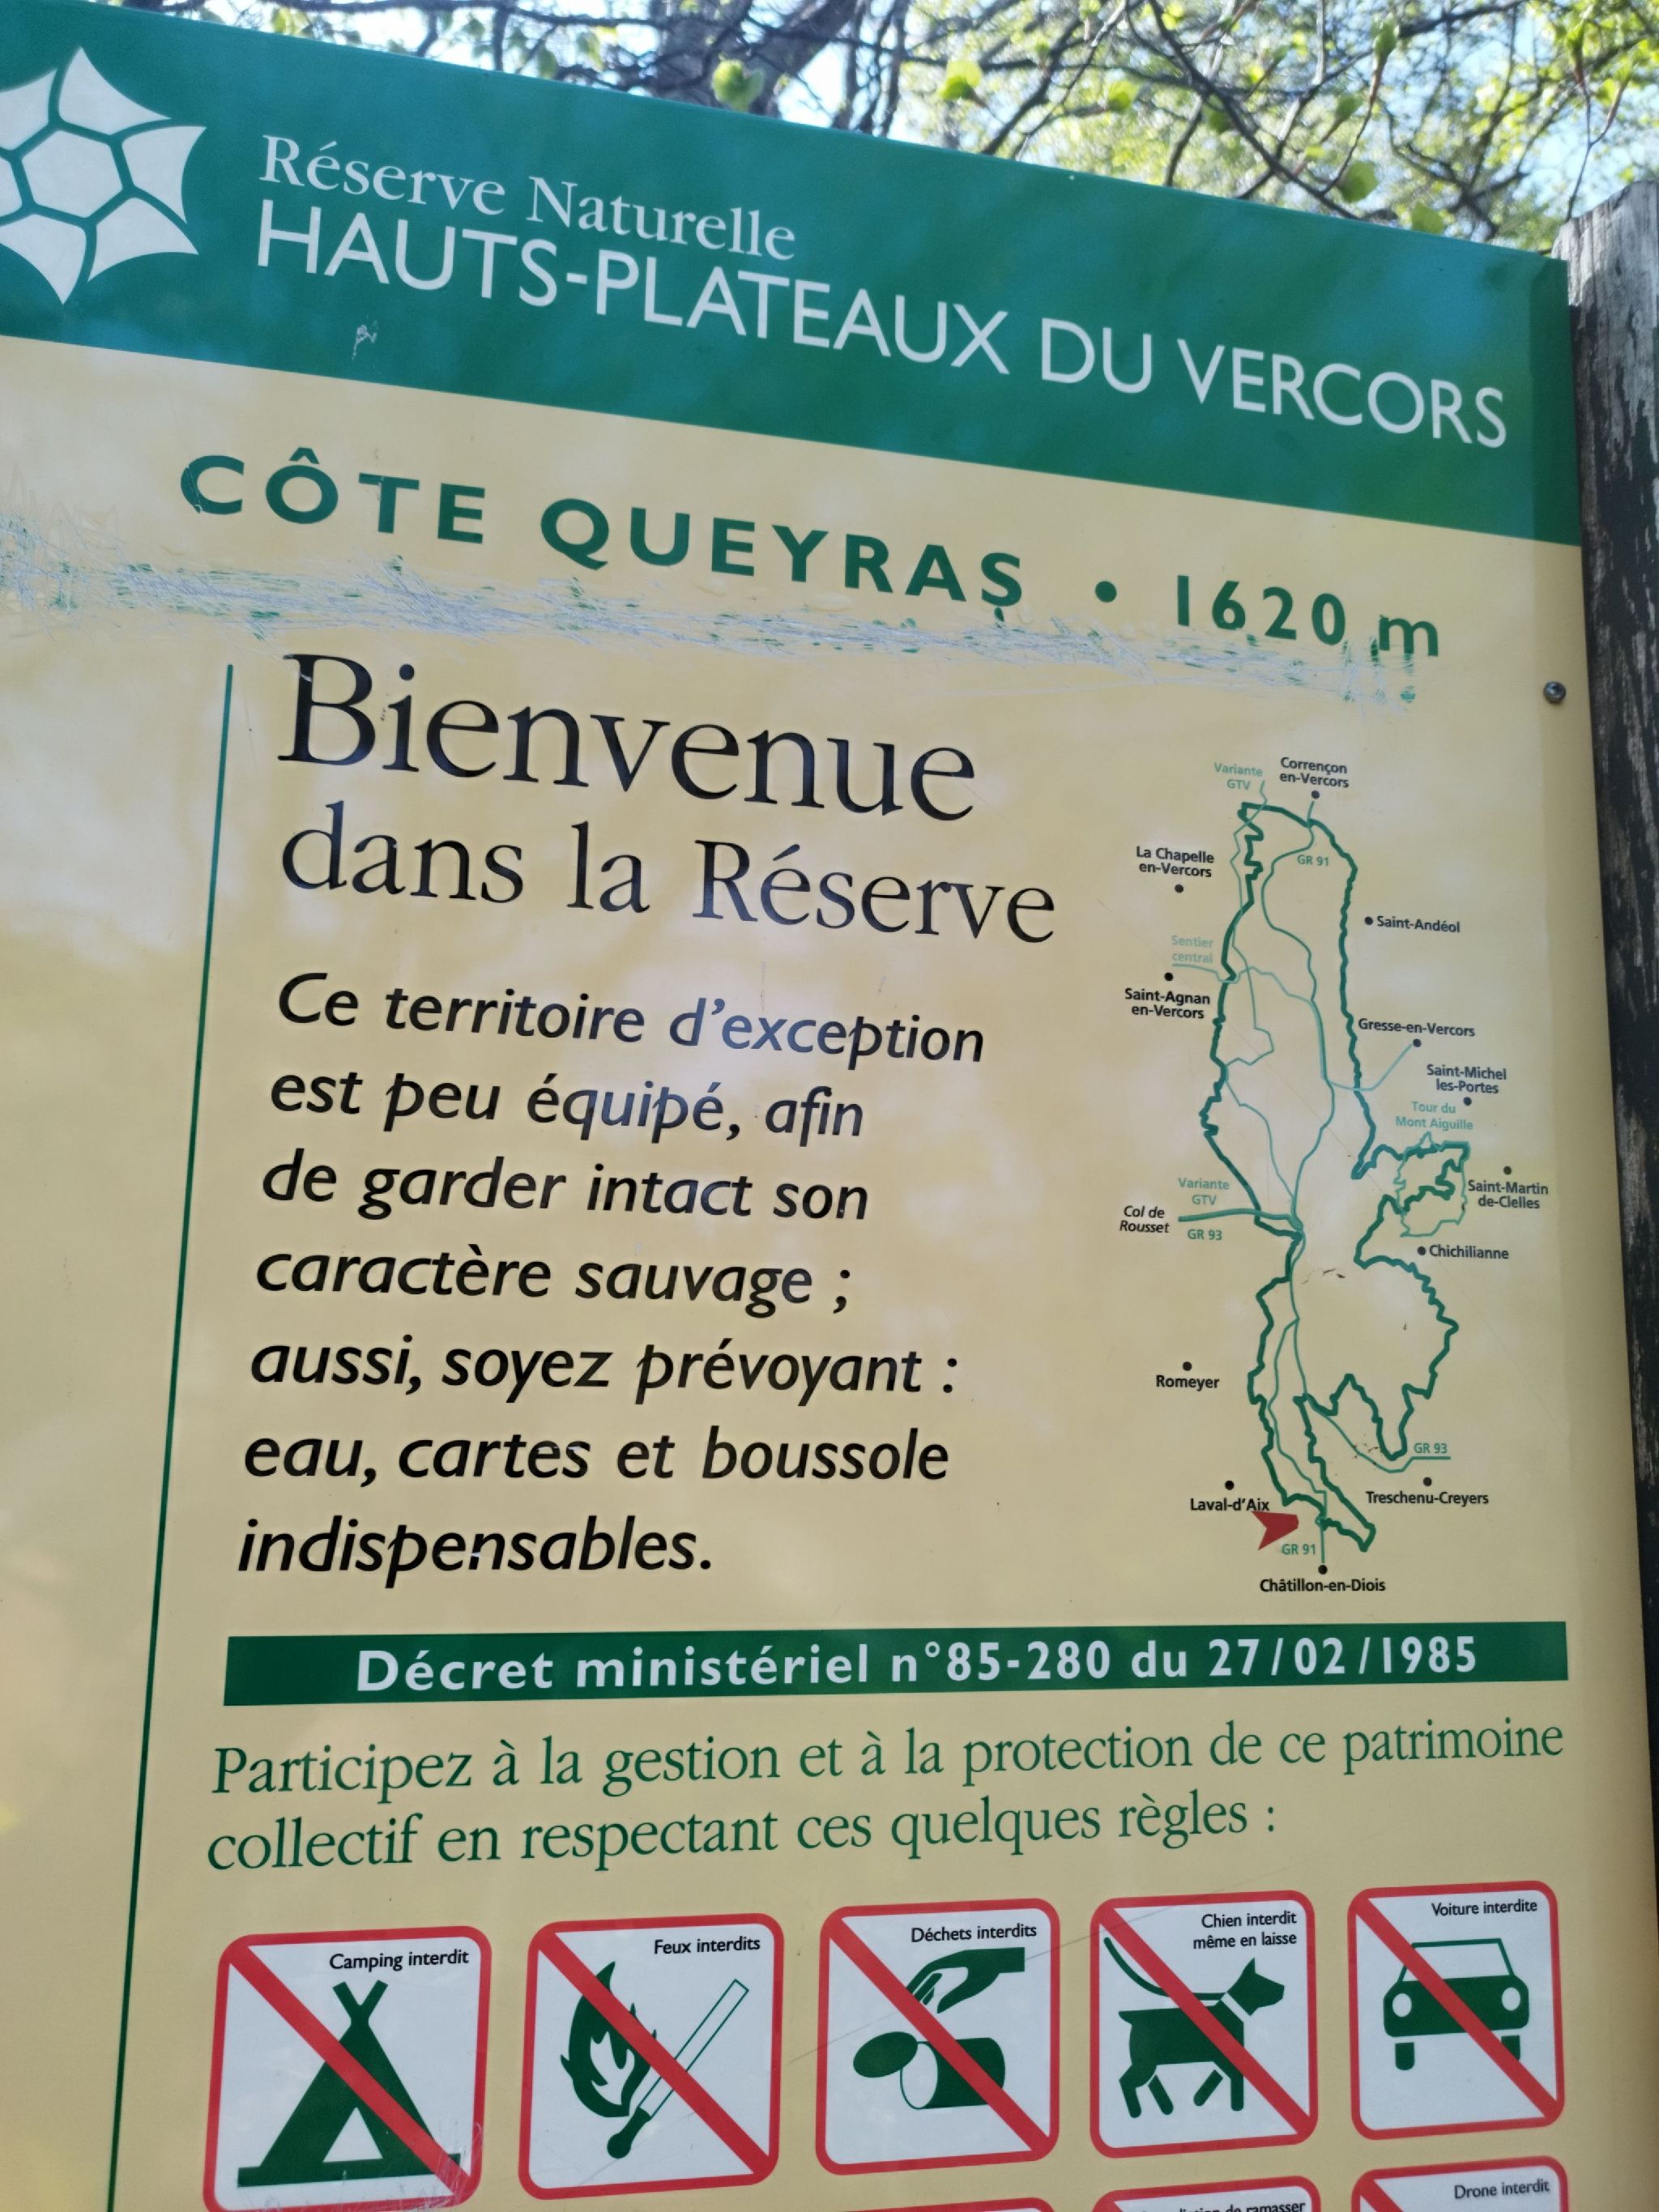 Réserve Naturelle
HAUTS-PLATEAUX DU VERCORS
CÔTE QUEYRAS • 1620 m
Bienvenue
dans la Réserve
Ce territoire d'exception
est peu équipé, afin
de garder intact son
caractère sauvage ;
aussi, soyez prévoyant :
eau, cartes et boussole
indispensables.
Variante
GTV
Corrençon
en-Vercors
La Chapelle
en-Vercors
GR 91
Saint-Andéol
Sentier
central
Saint-Agnan
en-Vercors
Gresse-en-Vercors
Saint-Michel
les-Portes
Tour du
Mont Aiguille
Variante
GTV
Saint-Martin
de-Clelles
Col de
Rousset
GR 93
Chichilianne
Romeyer
GR 93
Laval-d'Aix
Treschenu-Creyers
GR 91
Châtillon-en-Diois
Décret ministériel n°85-280 du 27/02/1985
Participez à la gestion et à la protection de ce patrimoine
collectif en respectant ces quelques règles :
Camping interdit
Feux interdits
Déchets interdits
Chien interdit
même en laisse
Voiture interdite
de ramasser
Drone interdit